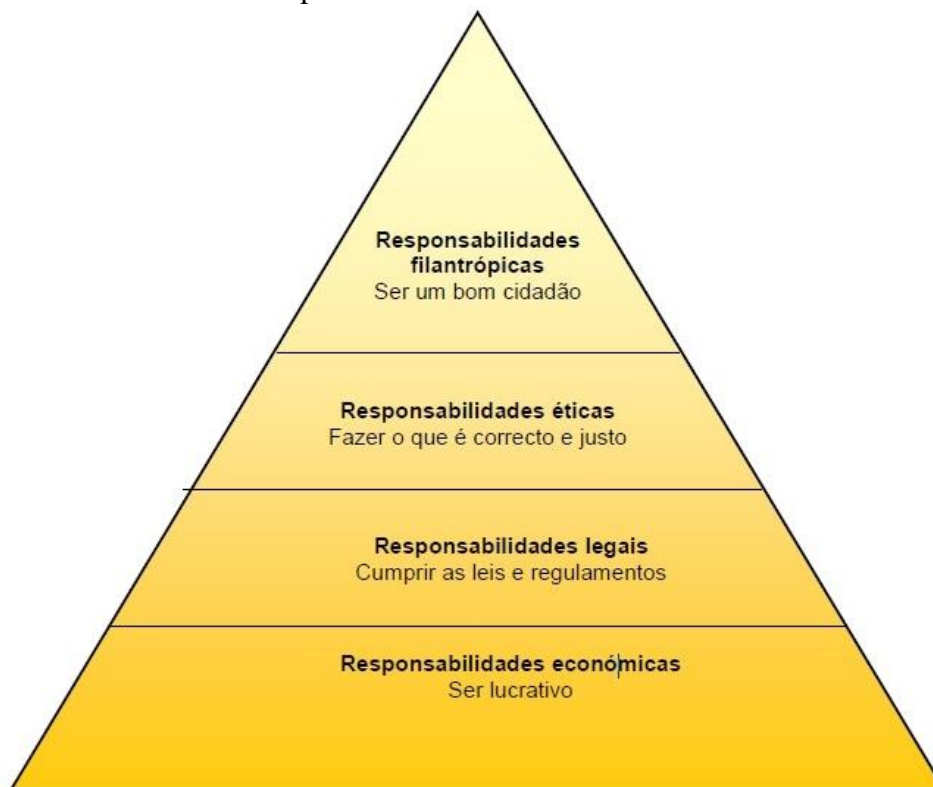 Responsabilidades
filantrópicas
Ser um bom cidadão
Responsabilidades éticas
Fazer o que é correcto e justo
Responsabilidades legais
Cumprir as leis e regulamentos
Responsabilidades económicas
Ser lucrativo